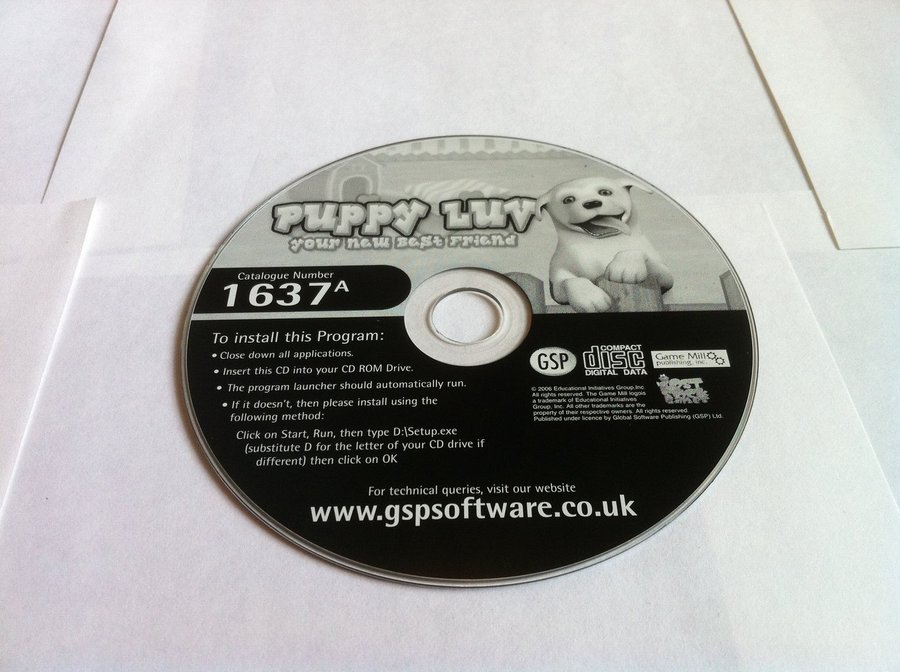 PUPPY LUV
your new best friend
Catalogue Number
1637A
To install this Program:
• Close down all applications.
• Insert this CD into your CD ROM Drive.
• The program launcher should automatically run.
• If it doesn't, then please install using the
following method:
Click on Start, Run, then type D:\Setup.exe
(substitute D for the letter of your CD drive if
different) then click on OK
GSP
COMPACT
disc
DIGITAL DATA
Game Mill
publishing, inc.
© 2006 Educational Initiatives Group,Inc
All rights reserved. The Game Mill logois
a trademark of Educational Initiatives
Group, Inc. All other trademarks are the
property of their respective owners. All rights reserved.
Published under licence by Global Software Publishing (GSP) Ltd.
For technical queries, visit our website
www.gspsoftware.co.uk